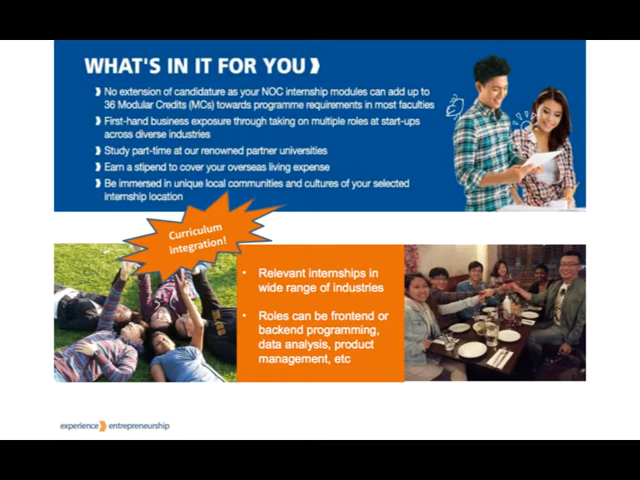 WHAT'S IN IT FOR YOU
No extension of candidature as your NOC internship modules can add up to
36 Modular Credits (MCs) towards programme requirements in most faculties
First-hand business exposure through taking on multiple roles at start-ups
across diverse industries
Study part-time at our renowned partner universities
Earn a stipend to cover your overseas living expense
Be immersed in unique local communities and cultures of your selected
internship location
Curriculum
integration!
• Relevant internships in
wide range of industries
• Roles can be frontend or
backend programming,
data analysis, product
management, etc
experience entrepreneurship